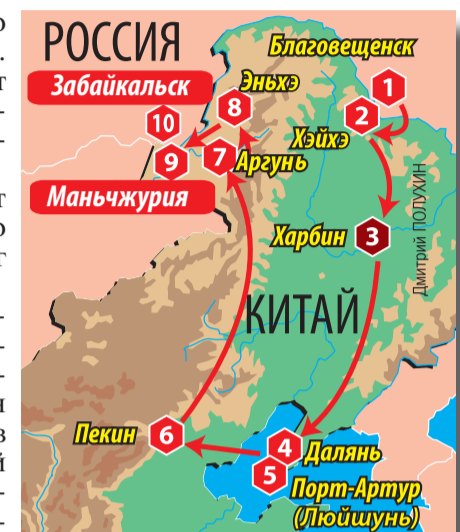 РОССИЯ
Благовещенск
Забайкальск
Эньхэ
1
8
2
10
Хэйхэ
9
7
Аргунь
Маньчжурия
Харбин
3
Дмитрий ПОЛУХИН
КИТАЙ
Пекин
6
4
Далянь
5
Порт-Артур
(Люйшунь)